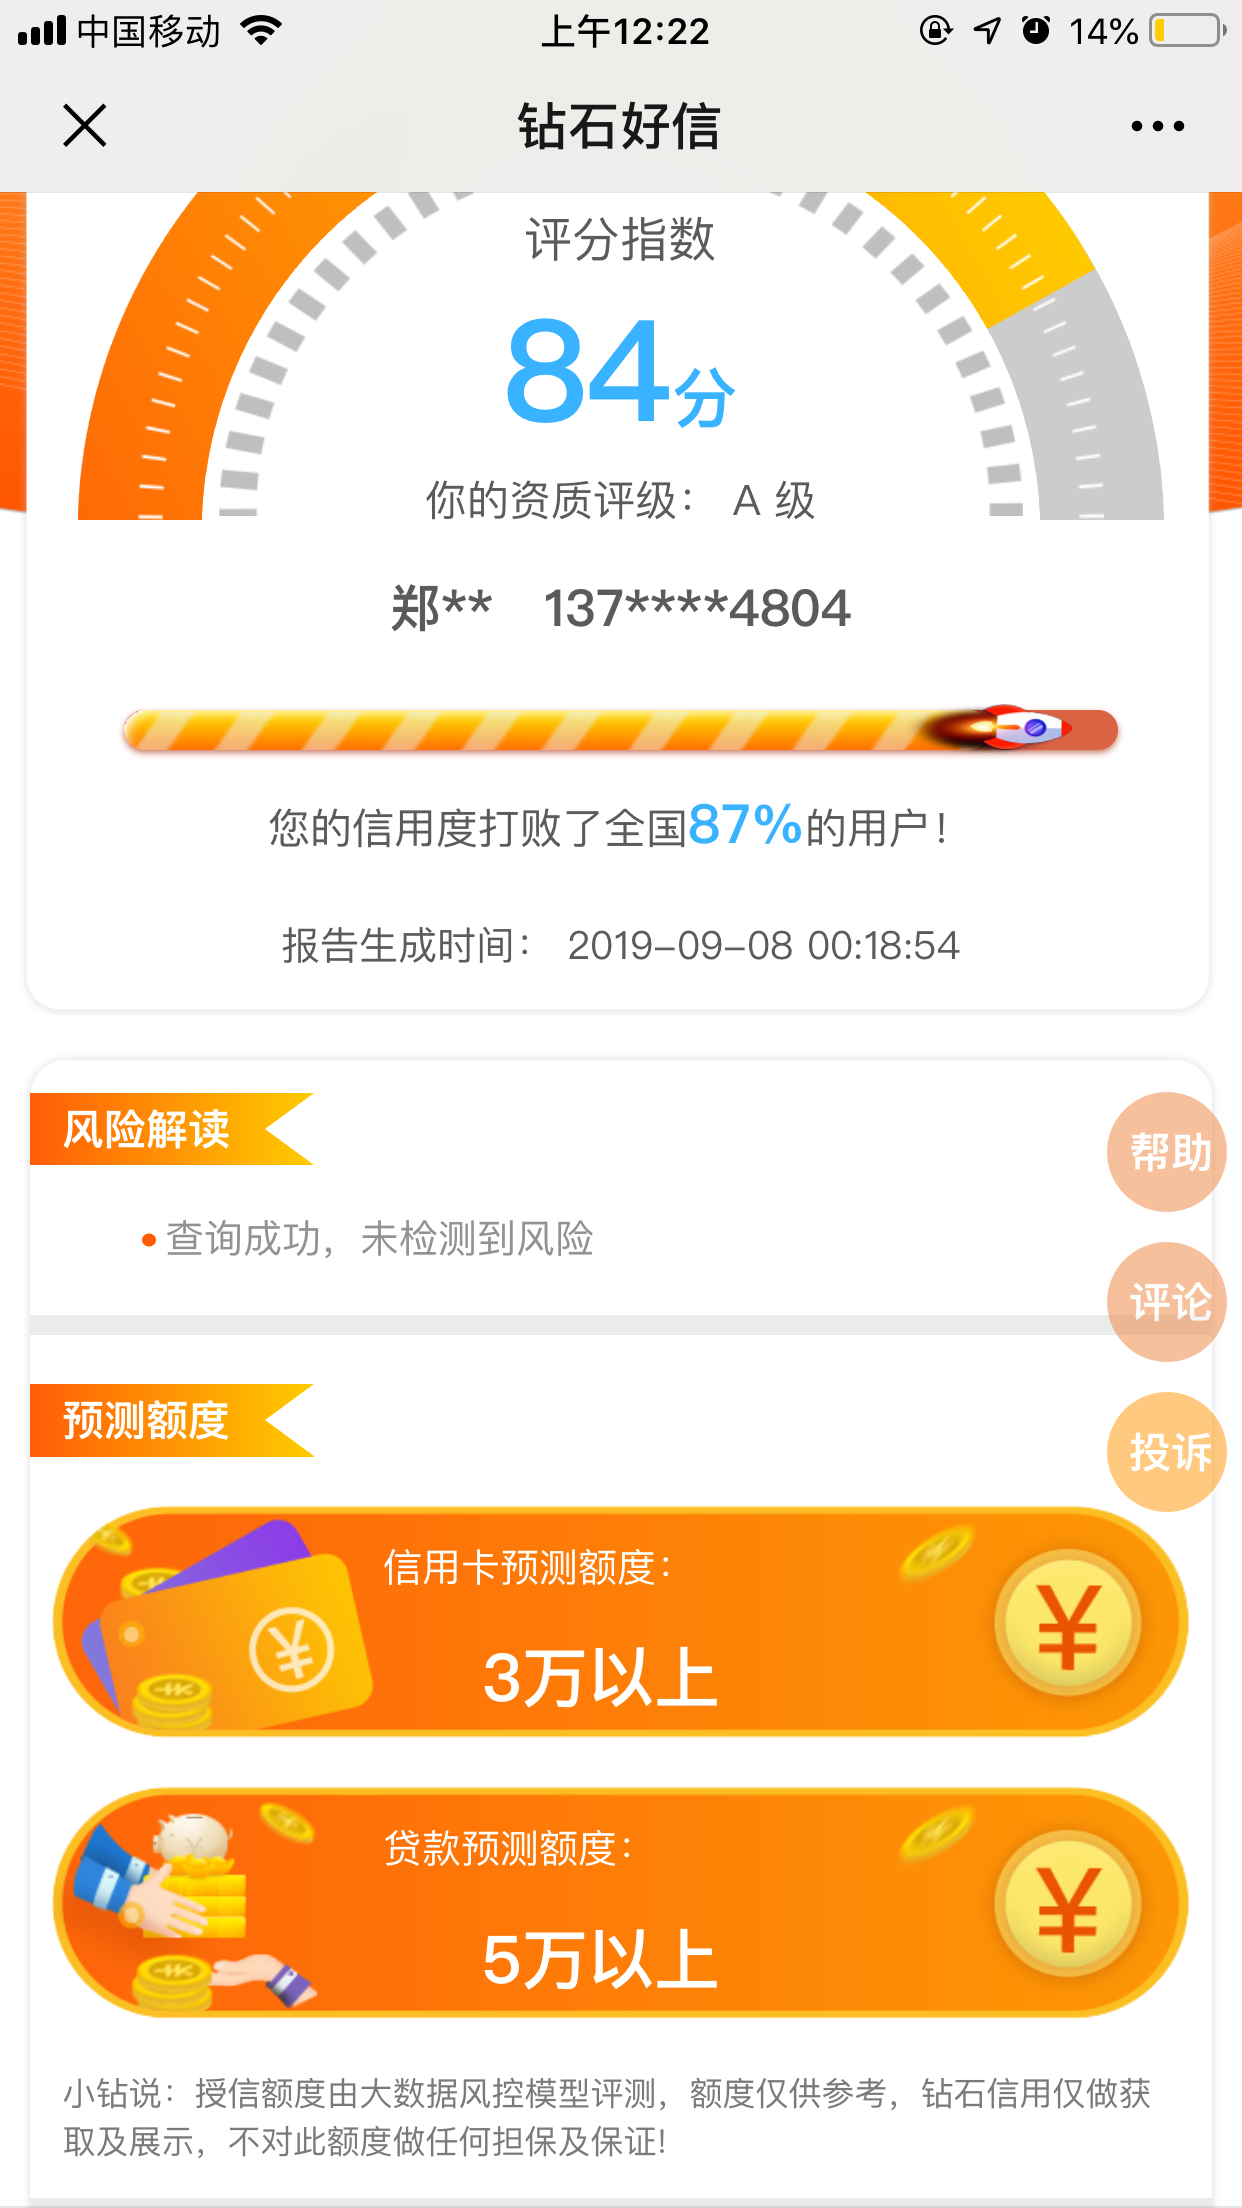 中国移动 上午12:22 14%
钻石好信
评分指数
84分
你的资质评级： A 级
郑** 137****4804
您的信用度打败了全国87%的用户！
报告生成时间： 2019-09-08 00:18:54
风险解读
帮助
查询成功，未检测到风险
评论
预测额度
投诉
信用卡预测额度：
¥
¥
3万以上
贷款预测额度：
¥
5万以上
小钻说：授信额度由大数据风控模型评测，额度仅供参考，钻石信用仅做获
取及展示，不对此额度做任何担保及保证!